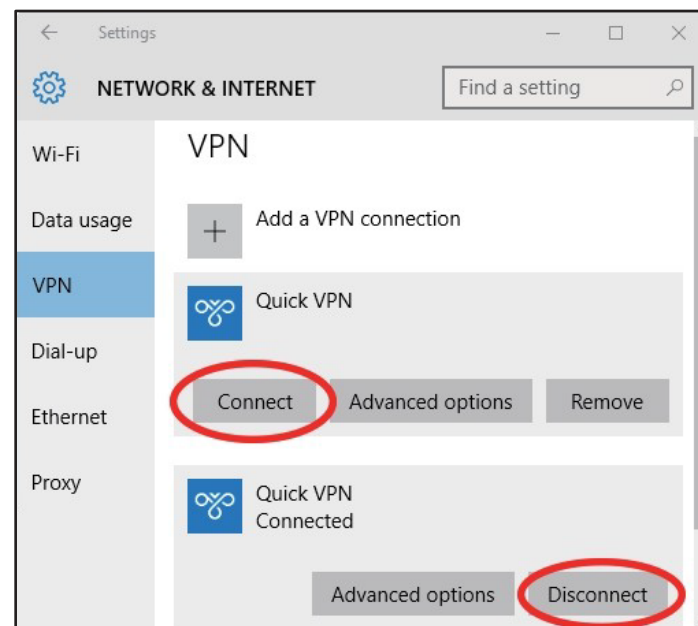 Settings
NETWORK & INTERNET
Find a setting
Wi-Fi
Data usage
VPN
Dial-up
Ethernet
Proxy
VPN
Add a VPN connection
Quick VPN
Connect Advanced options Remove
Quick VPN
Connected
Advanced options Disconnect